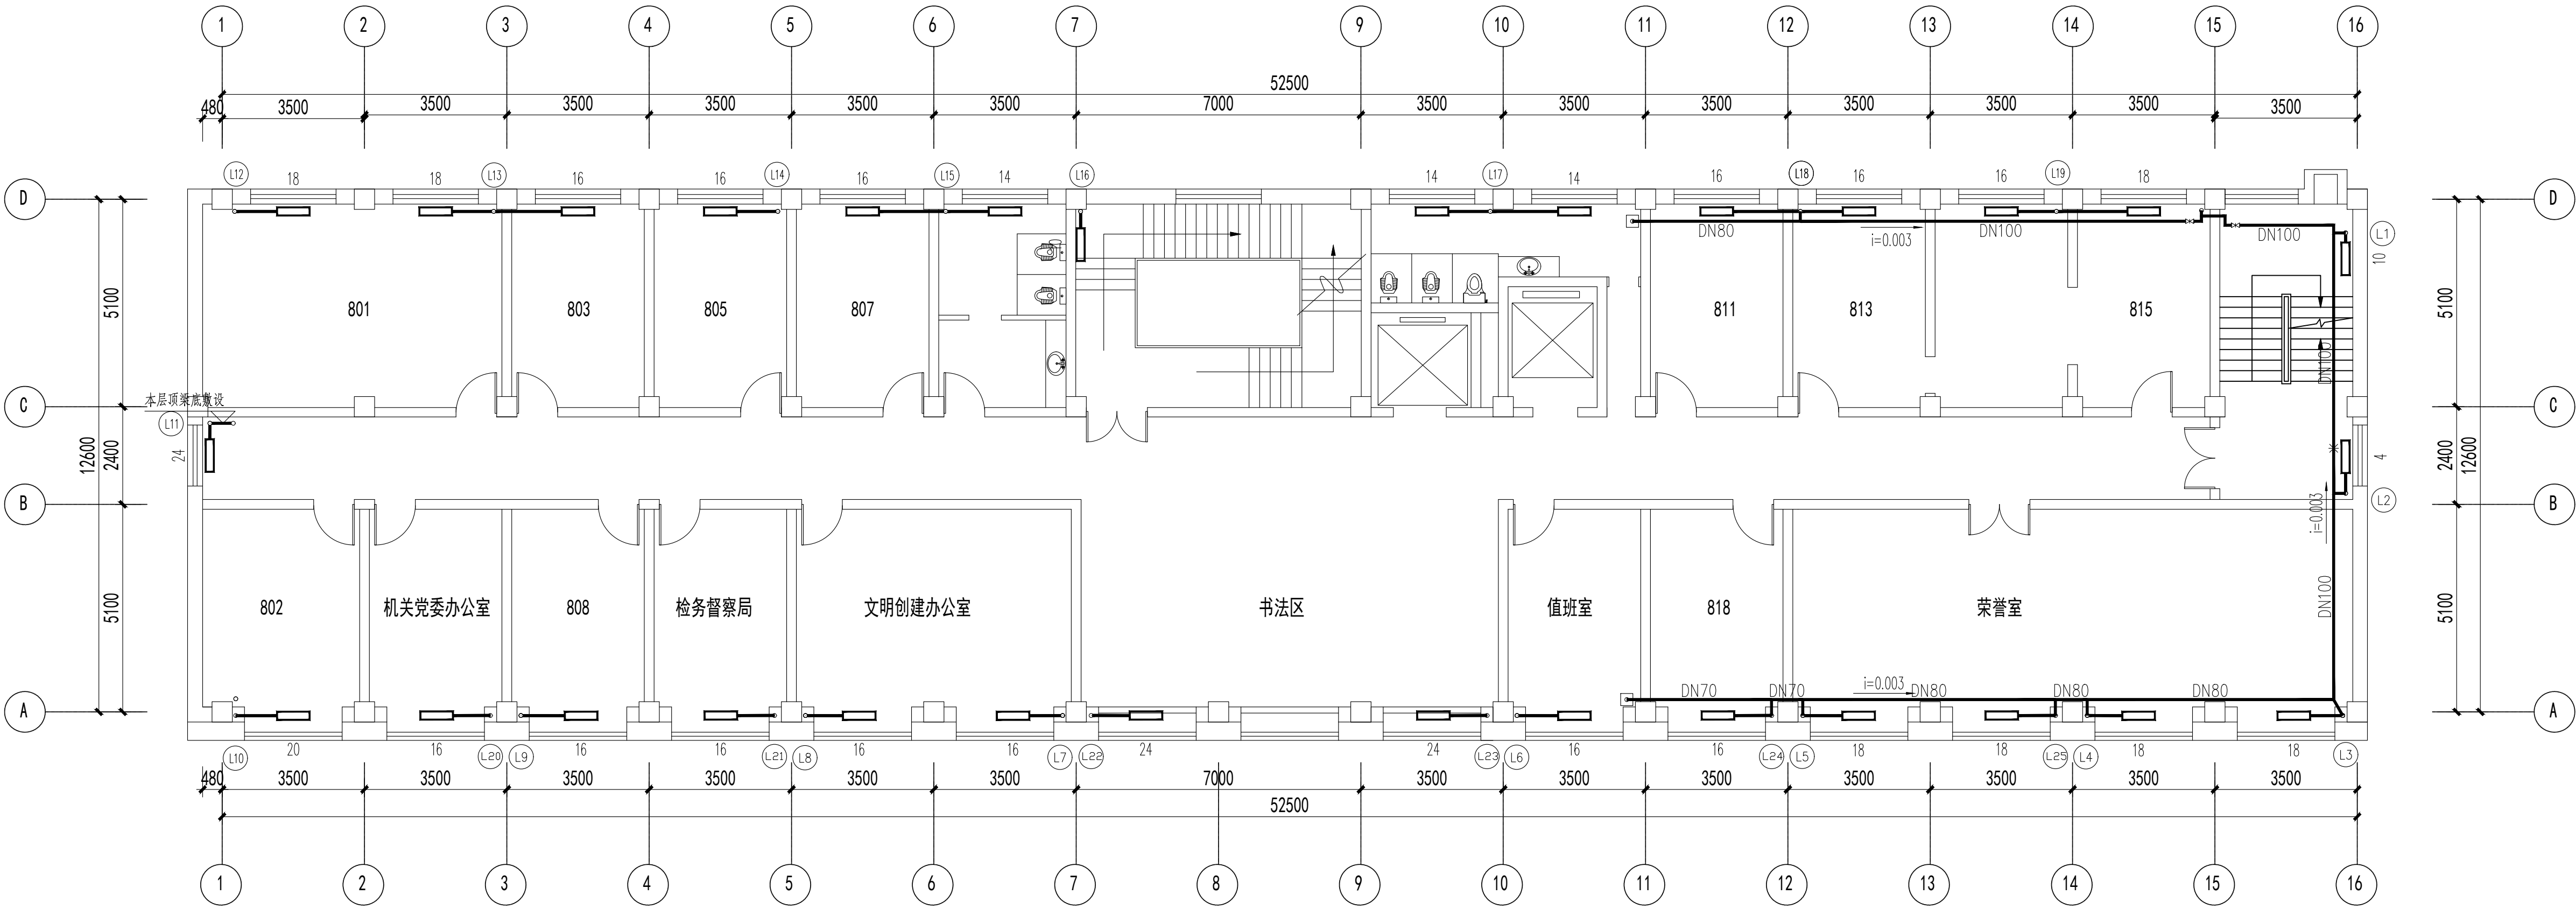 1 2 3 4 5 6 7 9 10 11 12 13 14 15 16
52500
480 3500 3500 3500 3500 3500 3500 7000 3500 3500 3500 3500 3500 3500 3500
L12 18 18 L13 16 16 L14 16 L15 14 L16 14 L17 14 16 L18 16 16 L19 18
D D
DN80 i=0.003 DN100 DN100 L1
10
5100 5100
801 803 805 807 811 813 815
DN100
本层顶梁底敷设
C C
L11
24
12600 2400 2400 12600
4
B L2 B
i=0.003
5100 5100
802 机关党委办公室 808 检务督察局 文明创建办公室 书法区 值班室 818 荣誉室
DN100
DN70 DN70 i=0.003 DN80 DN80 DN80
A A
20 16 16 16 16 16 24 24 16 16 18 18 18 18
L10 L20 L9 L21 L8 L7 L22 L23 L6 L24 L5 L25 L4 L3
480 3500 3500 3500 3500 3500 3500 7000 3500 3500 3500 3500 3500 3500 3500
52500
1 2 3 4 5 6 7 8 9 10 11 12 13 14 15 16